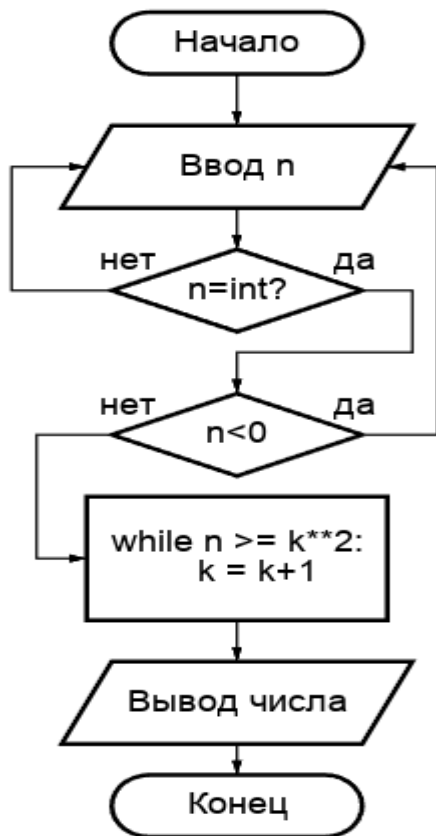 Начало
Ввод n
нет
да
n=int?
нет
да
n<0
while n >= k**2:
k = k+1
Вывод числа
Конец